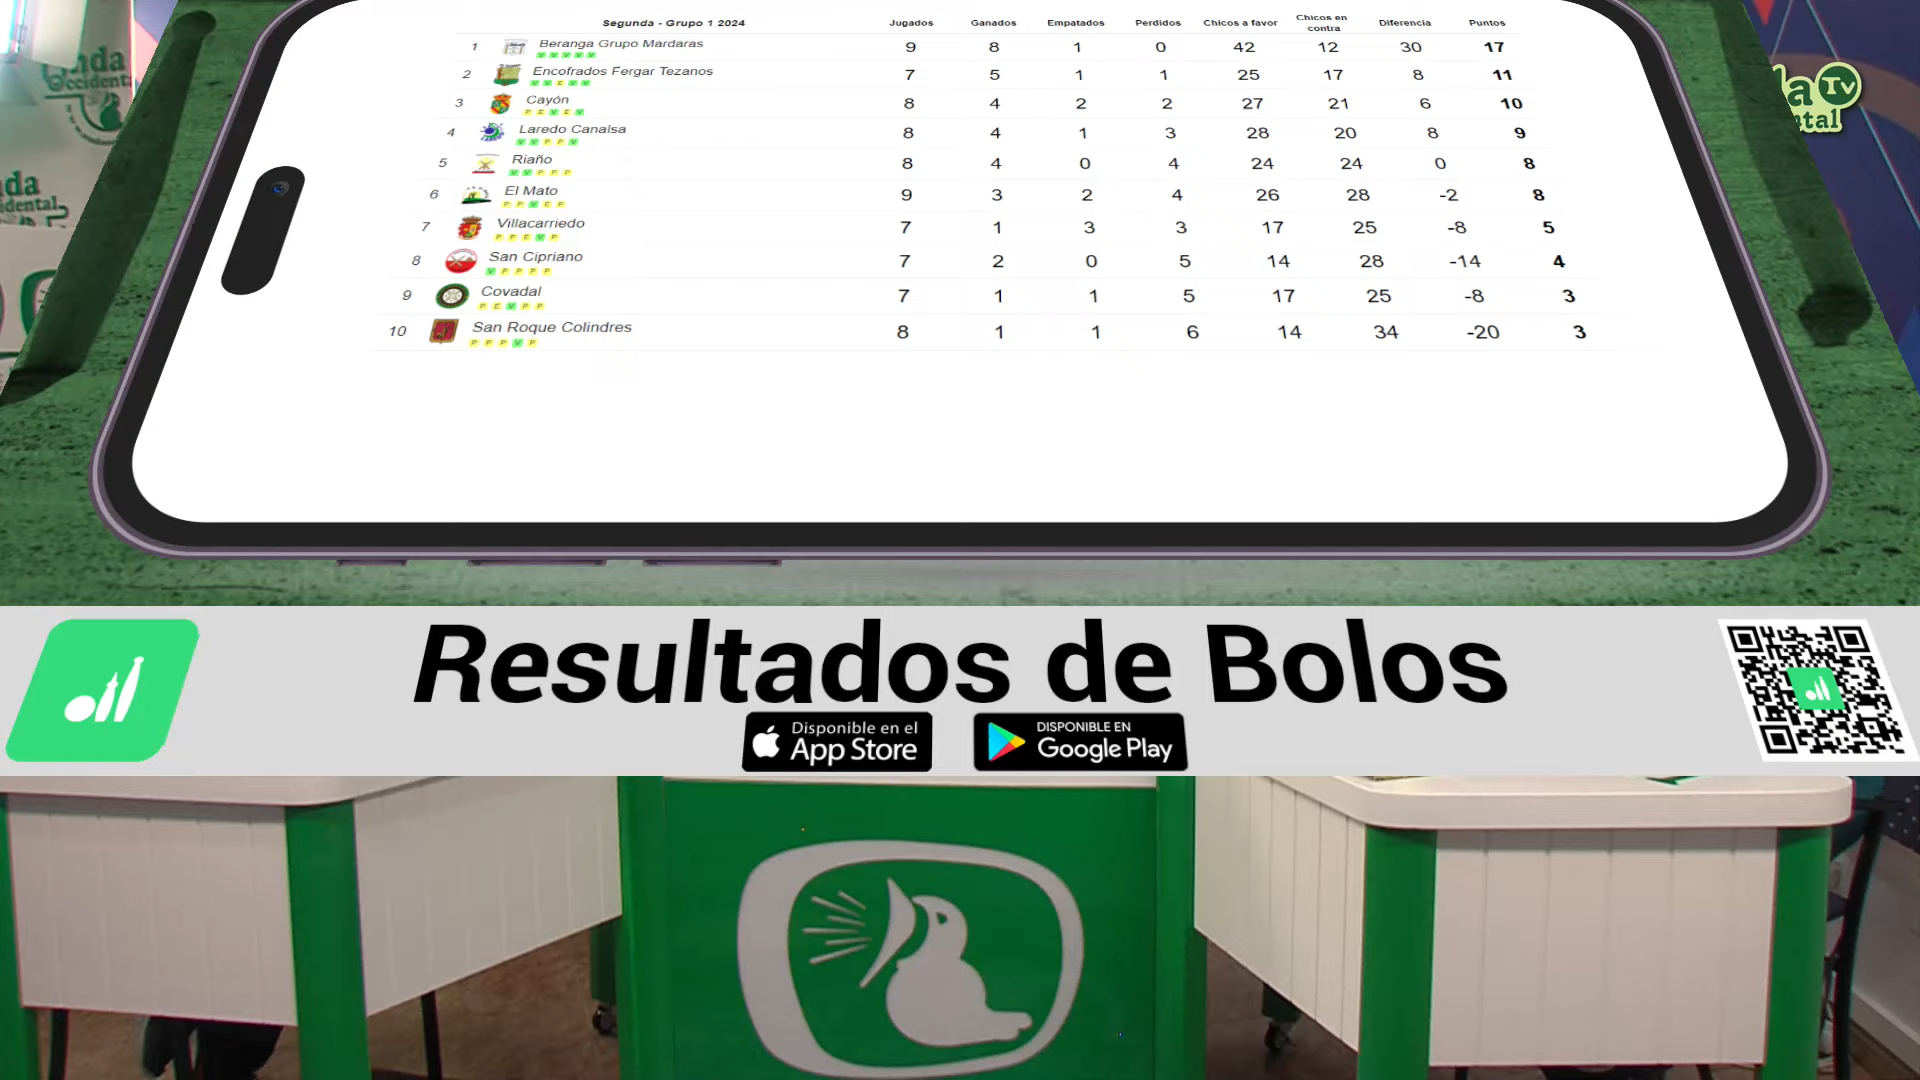 Segunda - Grupo 1 2024 Jugados Ganados Empatados Perdidos Chicos a favor Chicos en contra Diferencia Puntos
1 Beranga Grupo Mardaras 9 8 1 0 42 12 30 17
V V V V V
2 Encofrados Fergar Tezanos 7 5 1 1 25 17 8 11
V V E V V
3 Cayón 8 4 2 2 27 21 6 10
P E V E V
4 Laredo Canalsa 8 4 1 3 28 20 8 9
V V P P V
5 Riaño 8 4 0 4 24 24 0 8
V V P P P
6 El Mato 9 3 2 4 26 28 -2 8
P P V E P
7 Villacarriedo 7 1 3 3 17 25 -8 5
P P E V P
8 San Cipriano 7 2 0 5 14 28 -14 4
V P P P P
9 Covadal 7 1 1 5 17 25 -8 3
P E V P P
10 San Roque Colindres 8 1 1 6 14 34 -20 3
P P P V P
nda
Occidental
nda
idental
la Tv
ntal
Resultados de Bolos
Disponible en el
App Store
DISPONIBLE EN
Google Play